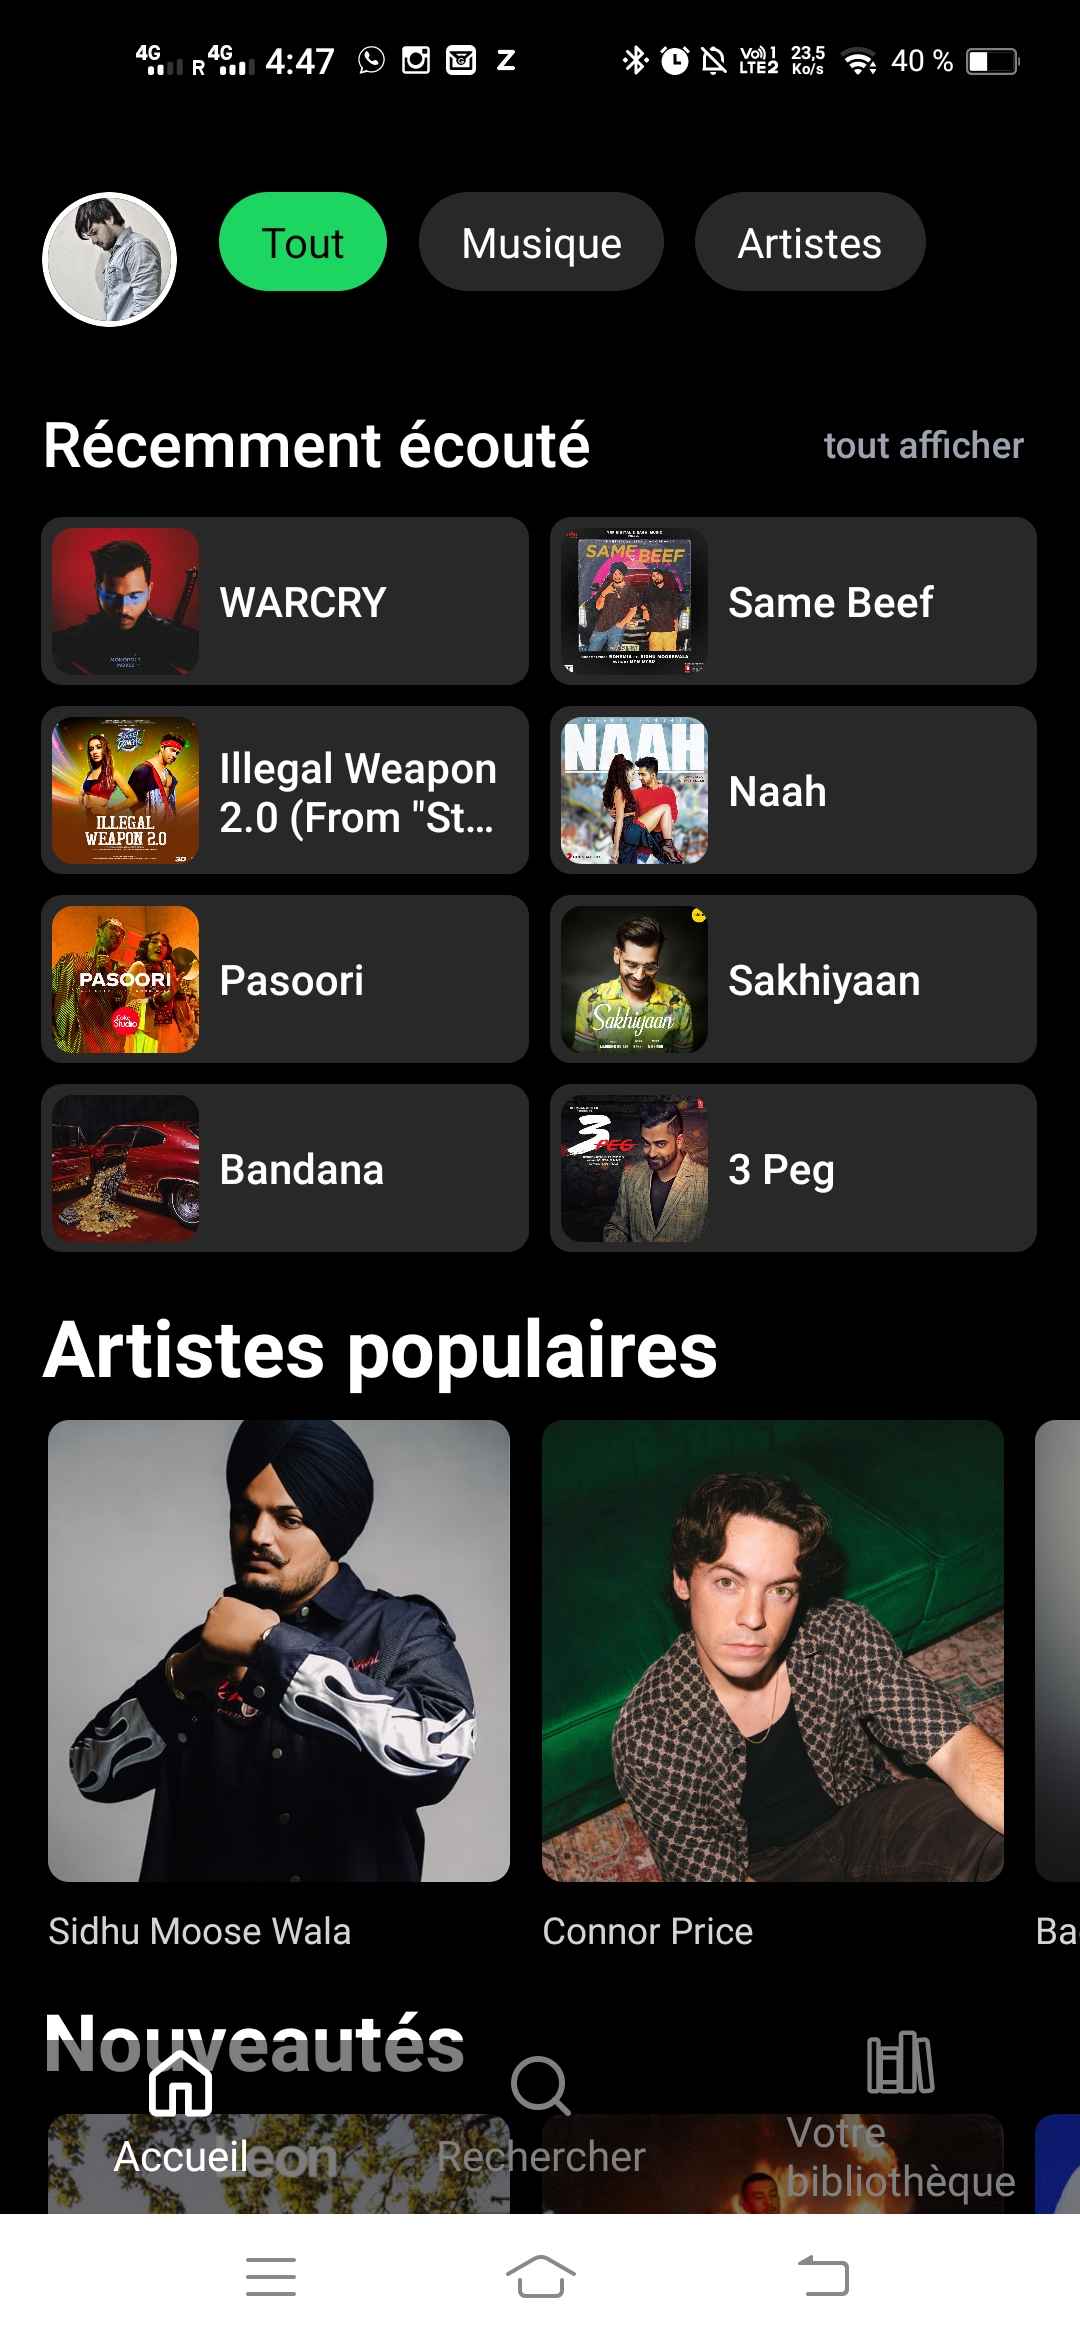 4G R 4G 4:47 Z Vo)) 1 LTE2 23,5 Ko/s 40 %
Tout Musique Artistes
Récemment écouté tout afficher
WARCRY
SAME BEEF
Same Beef
ILLEGAL
WEAPON 2.0
3D
Illegal Weapon
2.0 (From "St...
NAAH
Naah
PASOORI
Coke
Studio
Pasoori
Sakhiyaan
Sakhiyaan
Bandana
3 PEG
3 Peg
Artistes populaires
Sidhu Moose Wala Connor Price Ba
Nouveautés
Accueil Rechercher Votre
bibliothèque